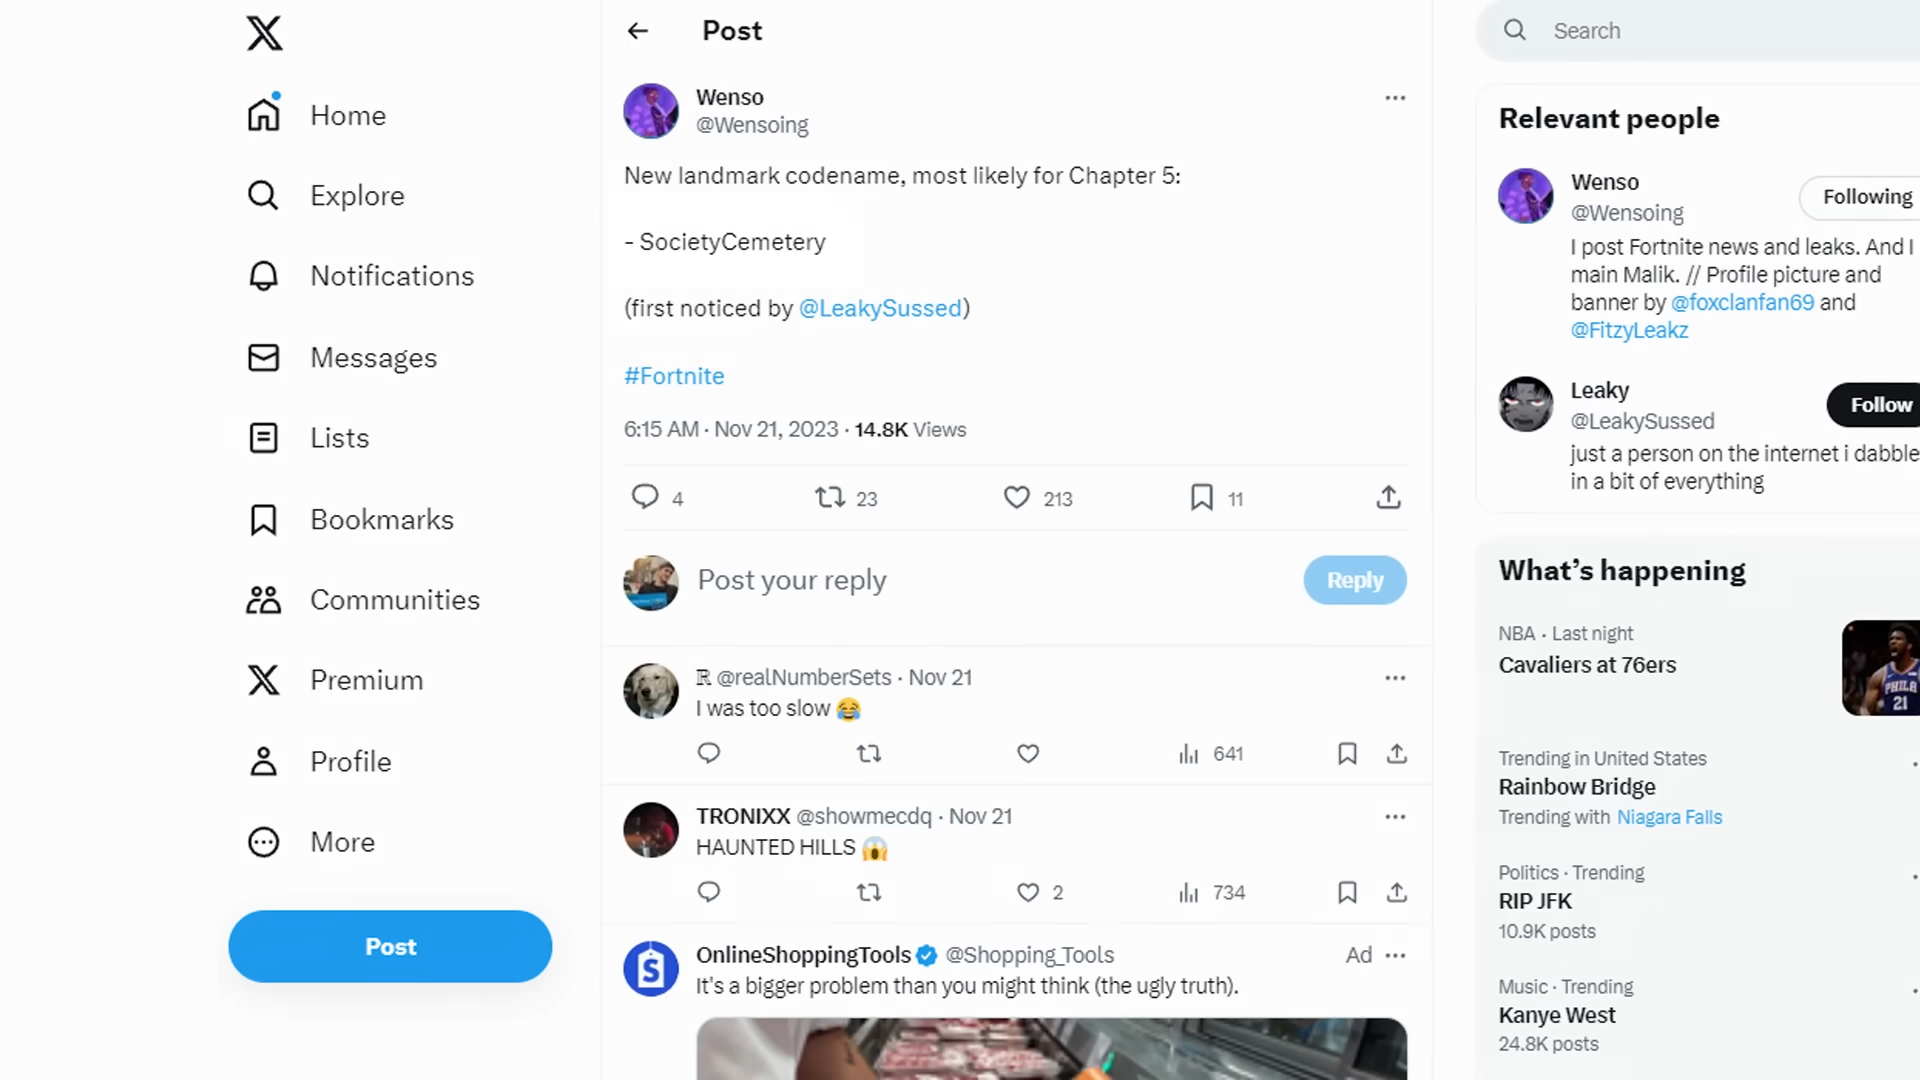 Home
Explore
Notifications
Messages
Lists
Bookmarks
Communities
Premium
Profile
More
Post
Post
Wenso
@Wensoing
New landmark codename, most likely for Chapter 5:
- SocietyCemetery
(first noticed by @LeakySussed)
#Fortnite
6:15 AM · Nov 21, 2023 · 14.8K Views
4 23 213 11
Post your reply
Reply
ℝ @realNumberSets · Nov 21
I was too slow 😂
641
TRONIXX @showmecdq · Nov 21
HAUNTED HILLS 😱
2 734
OnlineShoppingTools @Shopping_Tools Ad
It's a bigger problem than you might think (the ugly truth).
Search
Relevant people
Wenso
@Wensoing
Following
I post Fortnite news and leaks. And I
main Malik. // Profile picture and
banner by @foxclanfan69 and
@FitzyLeakz
Leaky
@LeakySussed
Follow
just a person on the internet i dabble
in a bit of everything
What's happening
NBA · Last night
Cavaliers at 76ers
PHILA
21
Trending in United States
Rainbow Bridge
Trending with Niagara Falls
Politics · Trending
RIP JFK
10.9K posts
Music · Trending
Kanye West
24.8K posts